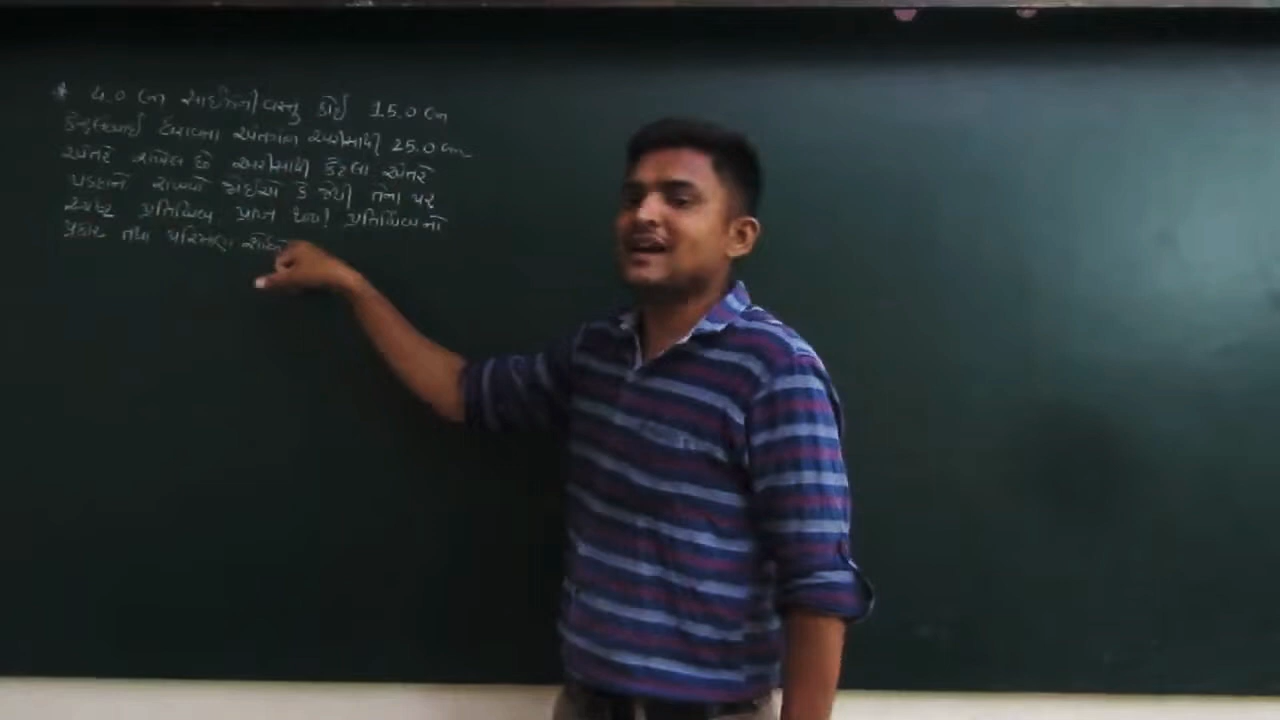 * 4.0 cm સાઈઝની વસ્તુ કોઈ 15.0 cm
કેન્દ્રલંબાઈ ધરાવતા અંતર્ગોળ અરીસાથી 25.0 cm
અંતરે રાખેલ છે અરીસાથી કેટલા અંતરે
પડદાને રાખવો જોઈએ કે જેથી તેના પર
સ્પષ્ટ પ્રતિબિંબ પ્રાપ્ત થાય! પ્રતિબિંબનો
પ્રકાર તથા પરિમાણ